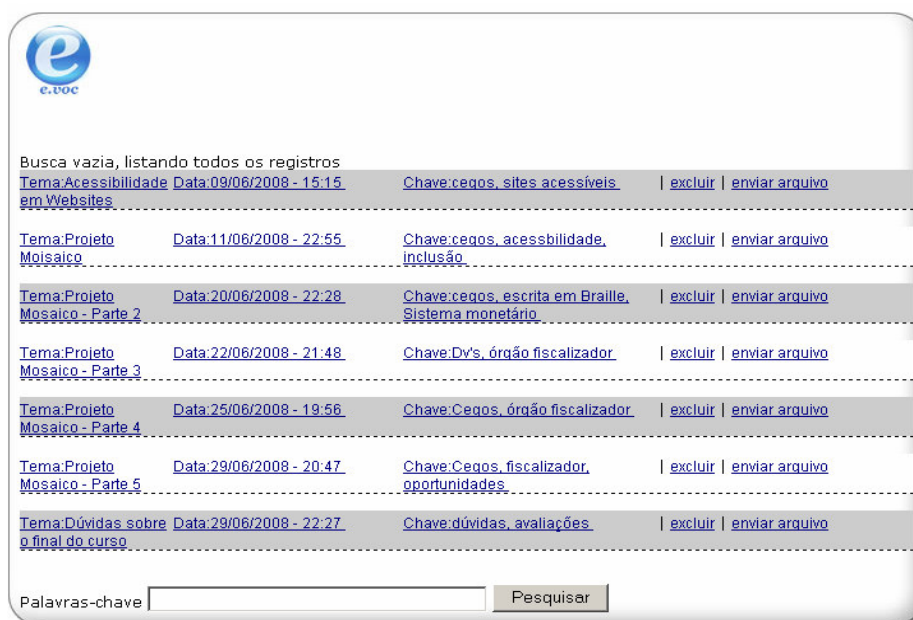 e
e.voc
Busca vazia, listando todos os registros
Tema:Acessibilidade em Websites Data:09/06/2008 - 15:15 Chave:cegos, sites acessíveis | excluir | enviar arquivo
Tema:Projeto Moisaico Data:11/06/2008 - 22:55 Chave:cegos, acessbilidade, inclusão | excluir | enviar arquivo
Tema:Projeto Mosaico - Parte 2 Data:20/06/2008 - 22:28 Chave:cegos, escrita em Braille, Sistema monetário | excluir | enviar arquivo
Tema:Projeto Mosaico - Parte 3 Data:22/06/2008 - 21:48 Chave:Dv's, órgão fiscalizador | excluir | enviar arquivo
Tema:Projeto Mosaico - Parte 4 Data:25/06/2008 - 19:56 Chave:Cegos, órgão fiscalizador | excluir | enviar arquivo
Tema:Projeto Mosaico - Parte 5 Data:29/06/2008 - 20:47 Chave:Cegos, fiscalizador, oportunidades | excluir | enviar arquivo
Tema:Dúvidas sobre o final do curso Data:29/06/2008 - 22:27 Chave:dúvidas, avaliações | excluir | enviar arquivo
Palavras-chave Pesquisar